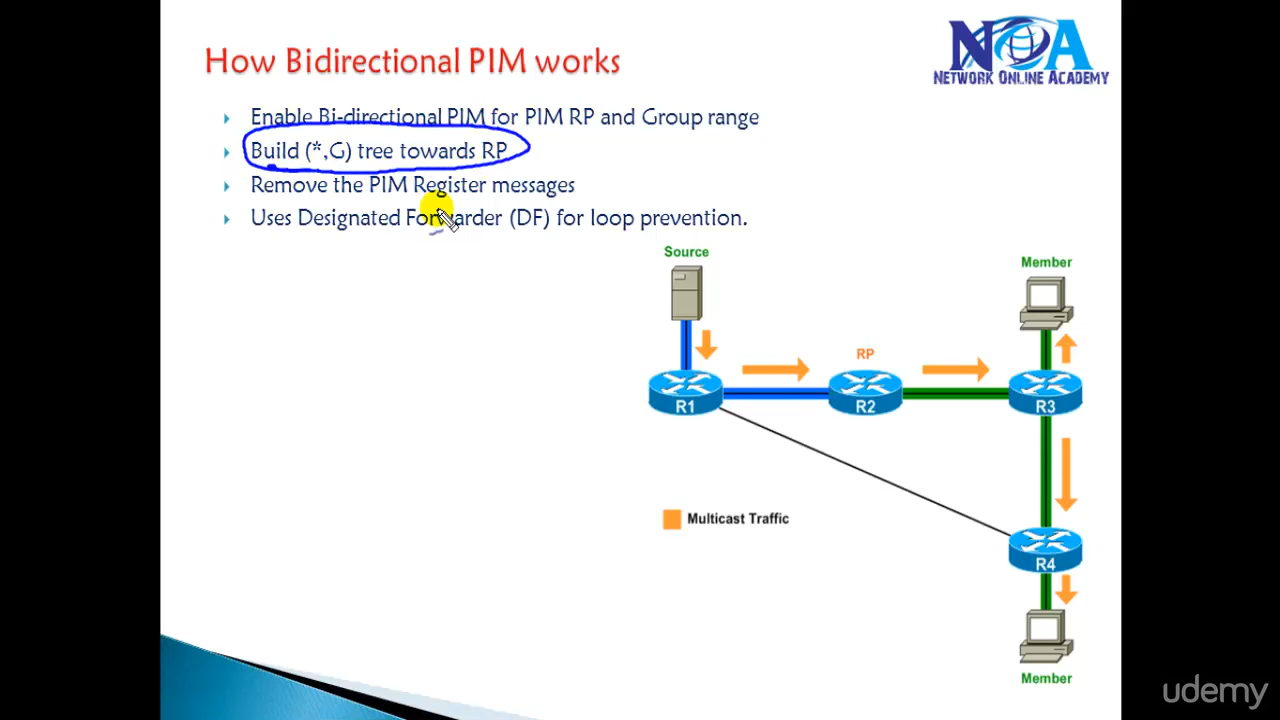 How Bidirectional PIM works
NOA
NETWORK ONLINE ACADEMY
Enable Bi-directional PIM for PIM RP and Group range
Build (*,G) tree towards RP
Remove the PIM Register messages
Uses Designated Forwarder (DF) for loop prevention.
Source
Member
RP
R1
R2
R3
Multicast Traffic
R4
Member
udemy